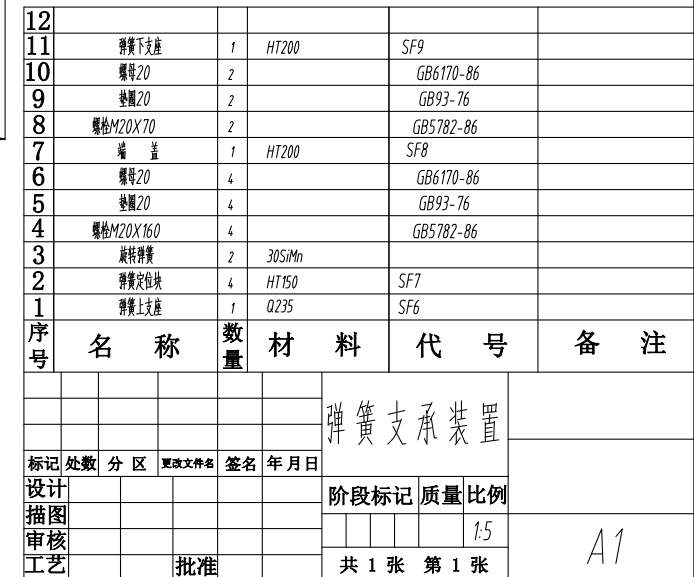 12
11 弹簧下支座 1 HT200 SF9
10 螺母20 2 GB6170-86
9 垫圈20 2 GB93-76
8 螺栓M20X70 2 GB5782-86
7 端 盖 1 HT200 SF8
6 螺母20 4 GB6170-86
5 垫圈20 4 GB93-76
4 螺栓M20X160 4 GB5782-86
3 旋转弹簧 2 30SiMn
2 弹簧定位块 4 HT150 SF7
1 弹簧上支座 1 Q235 SF6
序号 名 称 数量 材 料 代 号 备 注
弹簧支承装置
标记 处数 分 区 更改文件名 签名 年月日
设计 阶段标记 质量 比例
描图 1:5
审核 A1
工艺 批准 共 1 张 第 1 张